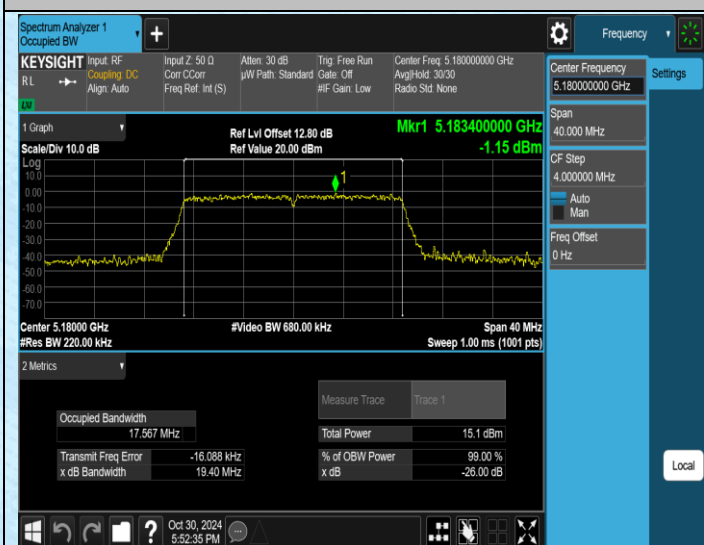 Spectrum Analyzer 1
Occupied BW
Frequency
KEYSIGHT
RL
Input: RF
Coupling: DC
Align: Auto
Input Z: 50 Ω
Corr CCorr
Freq Ref: Int (S)
Atten: 30 dB
µW Path: Standard
Trig: Free Run
Gate: Off
#IF Gain: Low
Center Freq: 5.180000000 GHz
Avg|Hold: 30/30
Radio Std: None
Center Frequency
5.180000000 GHz
Settings
Span
40.000 MHz
CF Step
4.000000 MHz
Auto
Man
Freq Offset
0 Hz
1 Graph
Scale/Div 10.0 dB
Ref Lvl Offset 12.80 dB
Ref Value 20.00 dBm
Mkr1 5.183400000 GHz
-1.15 dBm
Log
10.0
0.00
-10.0
-20.0
-30.0
-40.0
-50.0
-60.0
-70.0
1
Center 5.18000 GHz
#Res BW 220.00 kHz
#Video BW 680.00 kHz
Span 40 MHz
Sweep 1.00 ms (1001 pts)
2 Metrics
Measure Trace
Trace 1
Occupied Bandwidth
17.567 MHz
Total Power
15.1 dBm
Transmit Freq Error
-16.088 kHz
% of OBW Power
99.00 %
x dB Bandwidth
19.40 MHz
x dB
-26.00 dB
Local
Oct 30, 2024
5:52:35 PM